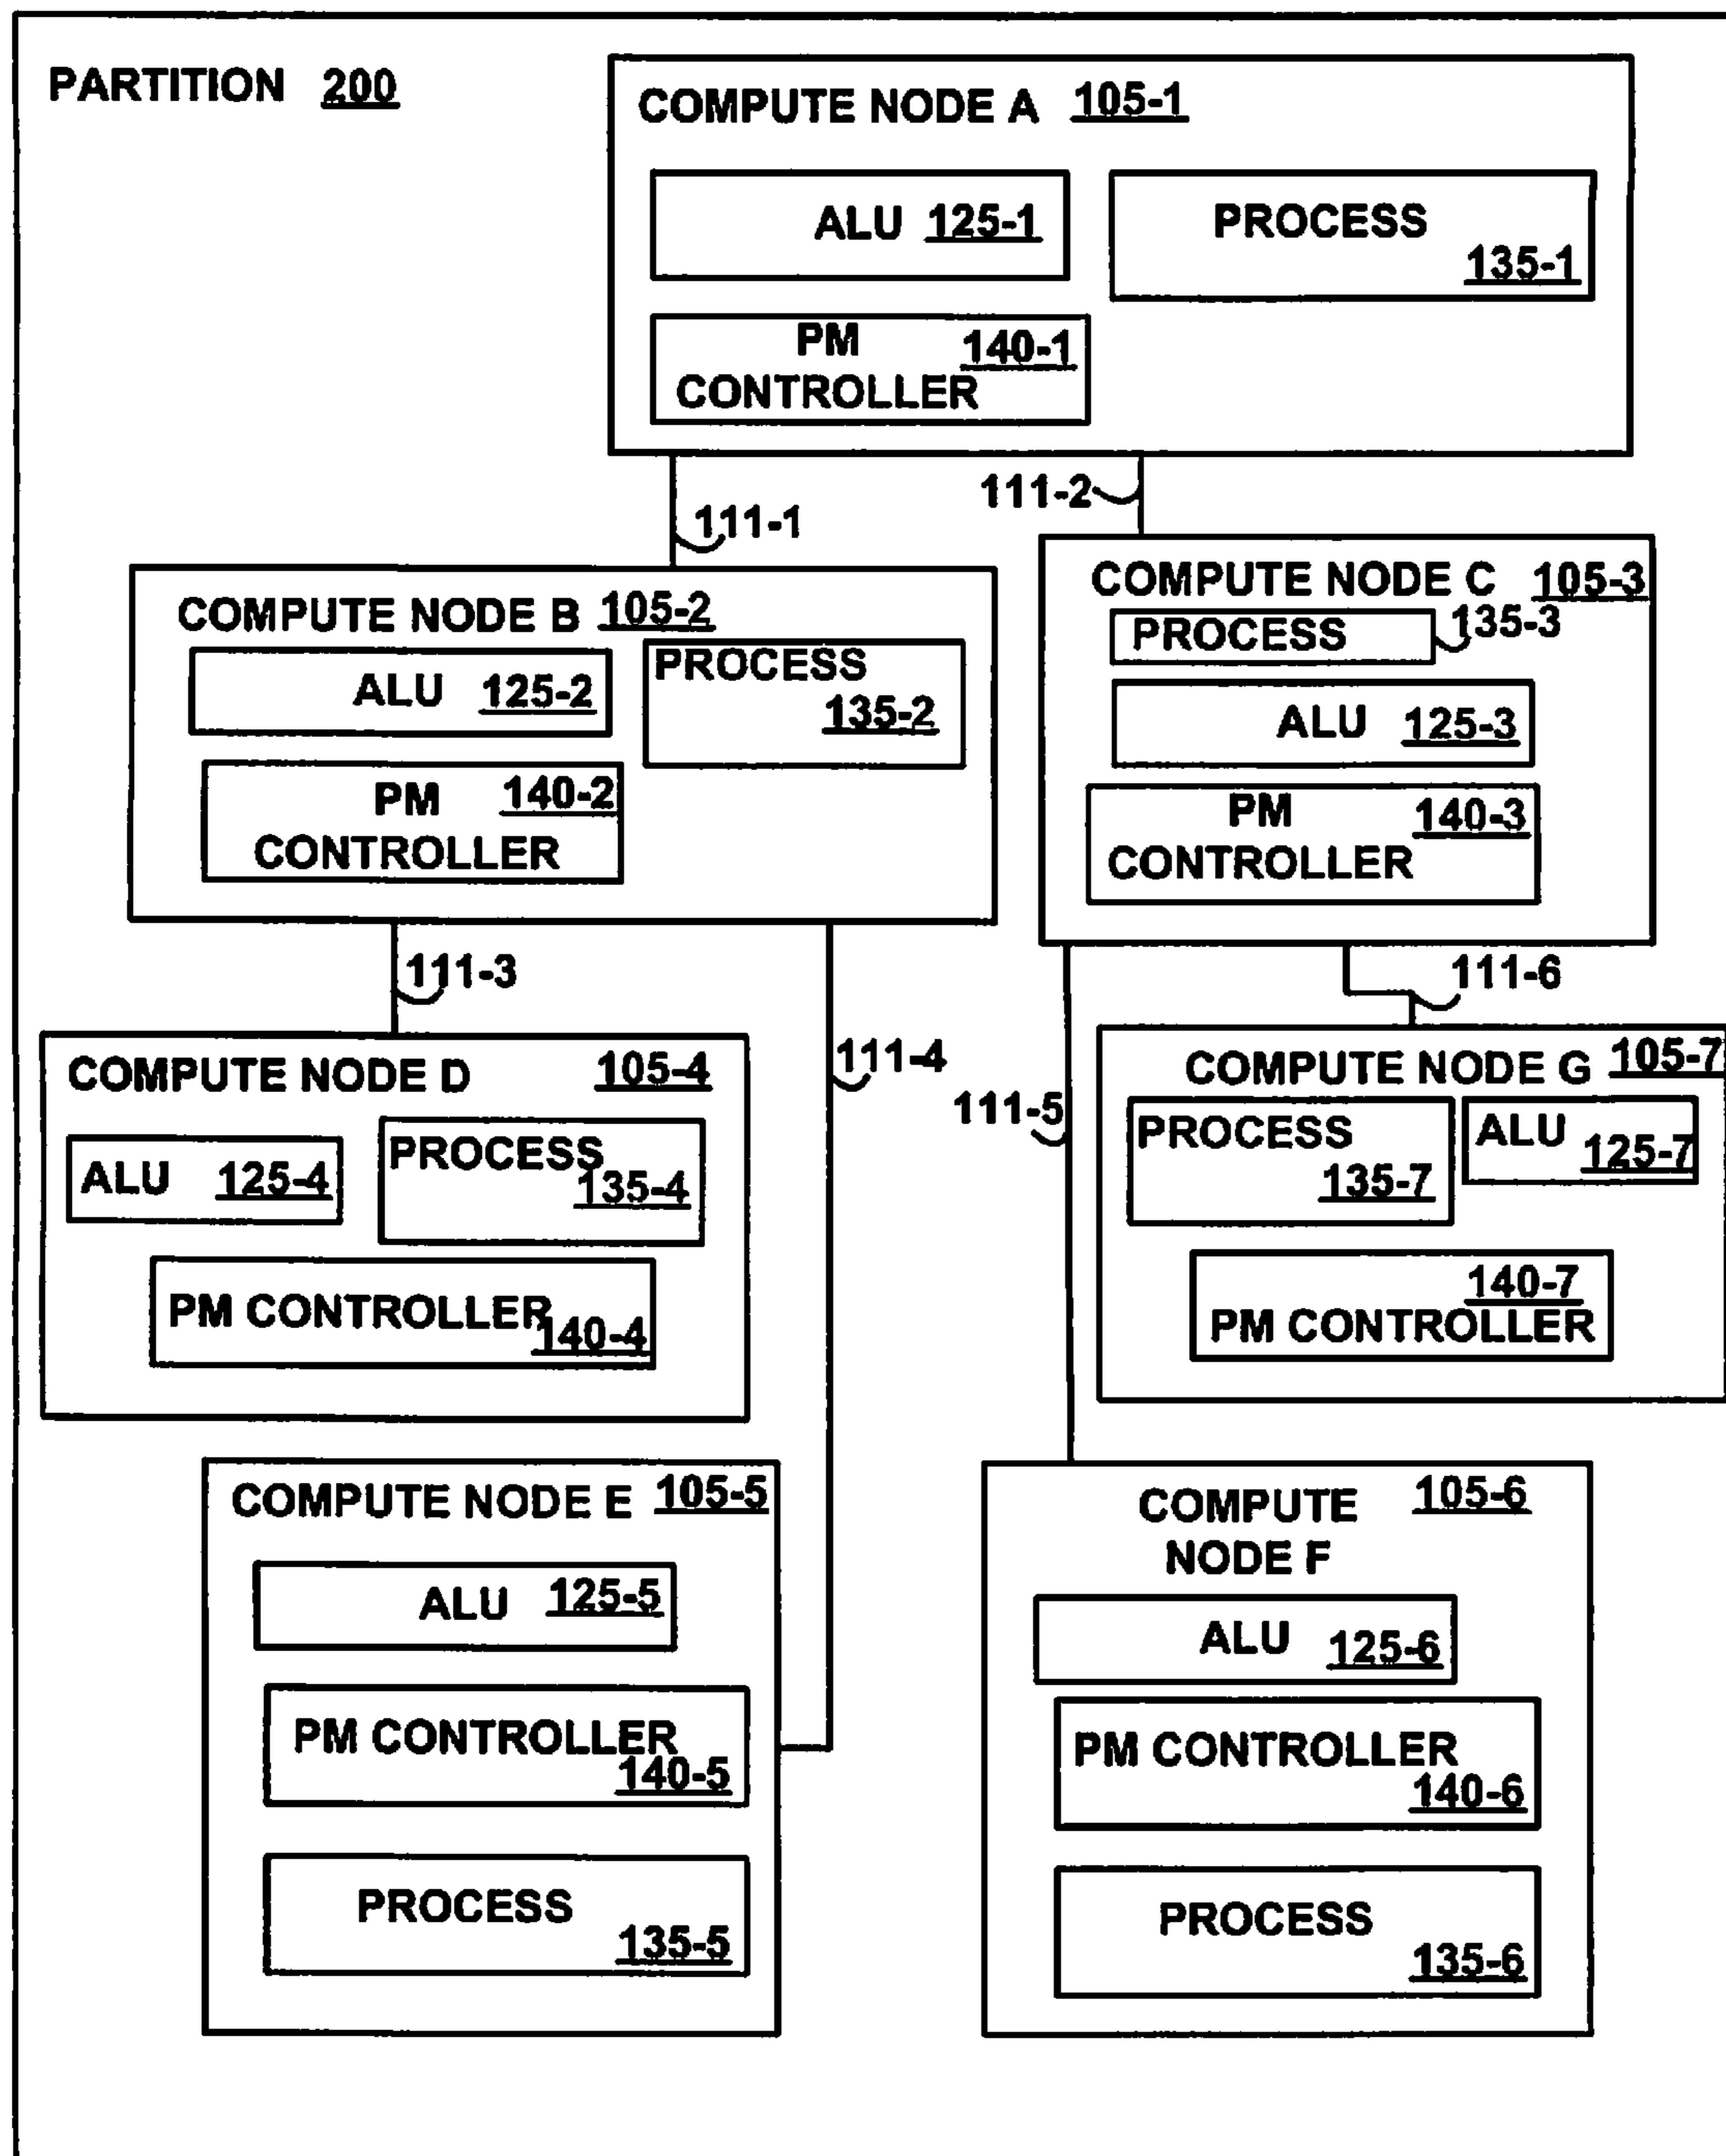 PARTITION 200
COMPUTE NODE A 105-1
ALU 125-1
PROCESS
135-1
PM
CONTROLLER
140-1
111-1
111-2
COMPUTE NODE B 105-2
ALU 125-2
PROCESS
135-2
PM
CONTROLLER
140-2
COMPUTE NODE C 105-3
PROCESS
135-3
ALU 125-3
PM
CONTROLLER
140-3
111-3
111-4
111-5
111-6
COMPUTE NODE D 105-4
ALU 125-4
PROCESS
135-4
PM CONTROLLER
140-4
COMPUTE NODE G 105-7
PROCESS
135-7
ALU
125-7
140-7
PM CONTROLLER
COMPUTE NODE E 105-5
ALU 125-5
PM CONTROLLER
140-5
PROCESS
135-5
COMPUTE
NODE F
105-6
ALU 125-6
PM CONTROLLER
140-6
PROCESS
135-6